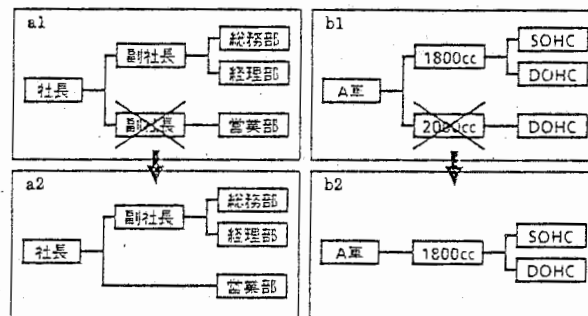 a1
副社長
総務部
経理部
社長
副社長
営業部
b1
1800cc
SOHC
DOHC
A車
2000cc
DOHC
a2
副社長
総務部
経理部
社長
営業部
b2
A車
1800cc
SOHC
DOHC